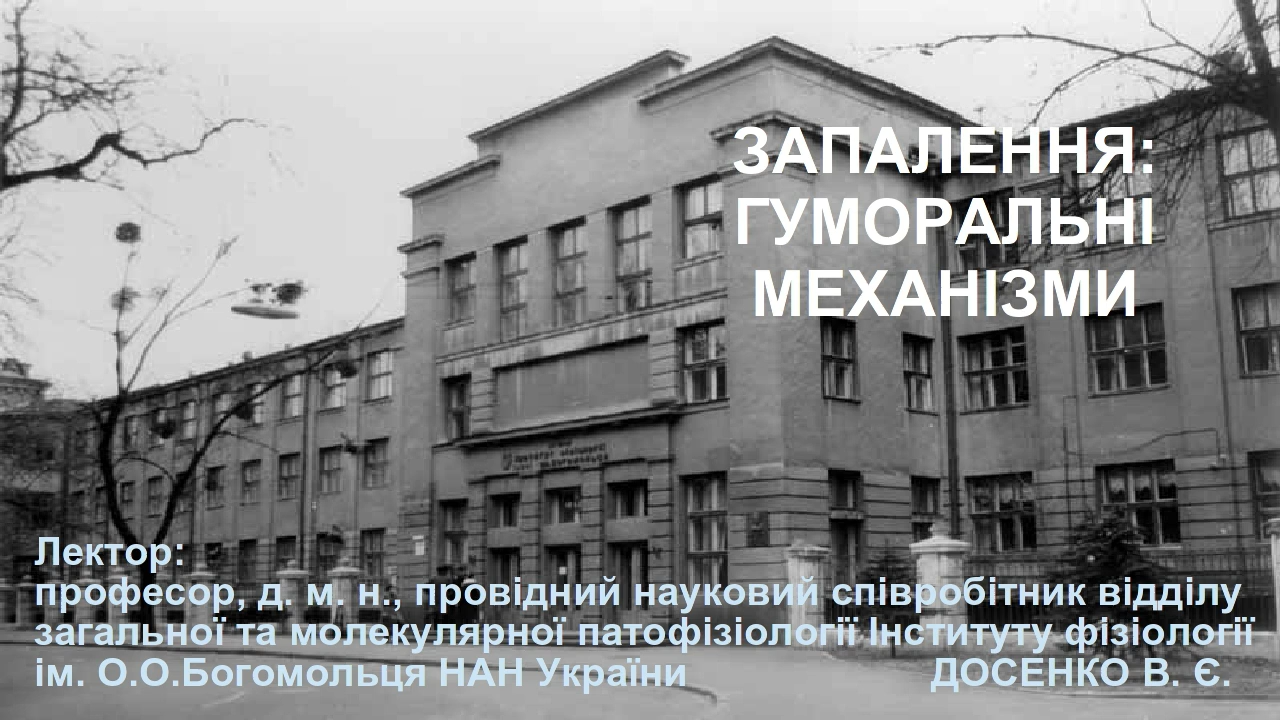 ЗАПАЛЕННЯ:
ГУМОРАЛЬНІ
МЕХАНІЗМИ
Лектор:
професор, д. м. н., провідний науковий співробітник відділу
загальної та молекулярної патофізіології Інституту фізіології
ім. О.О.Богомольця НАН України ДОСЕНКО В. Є.